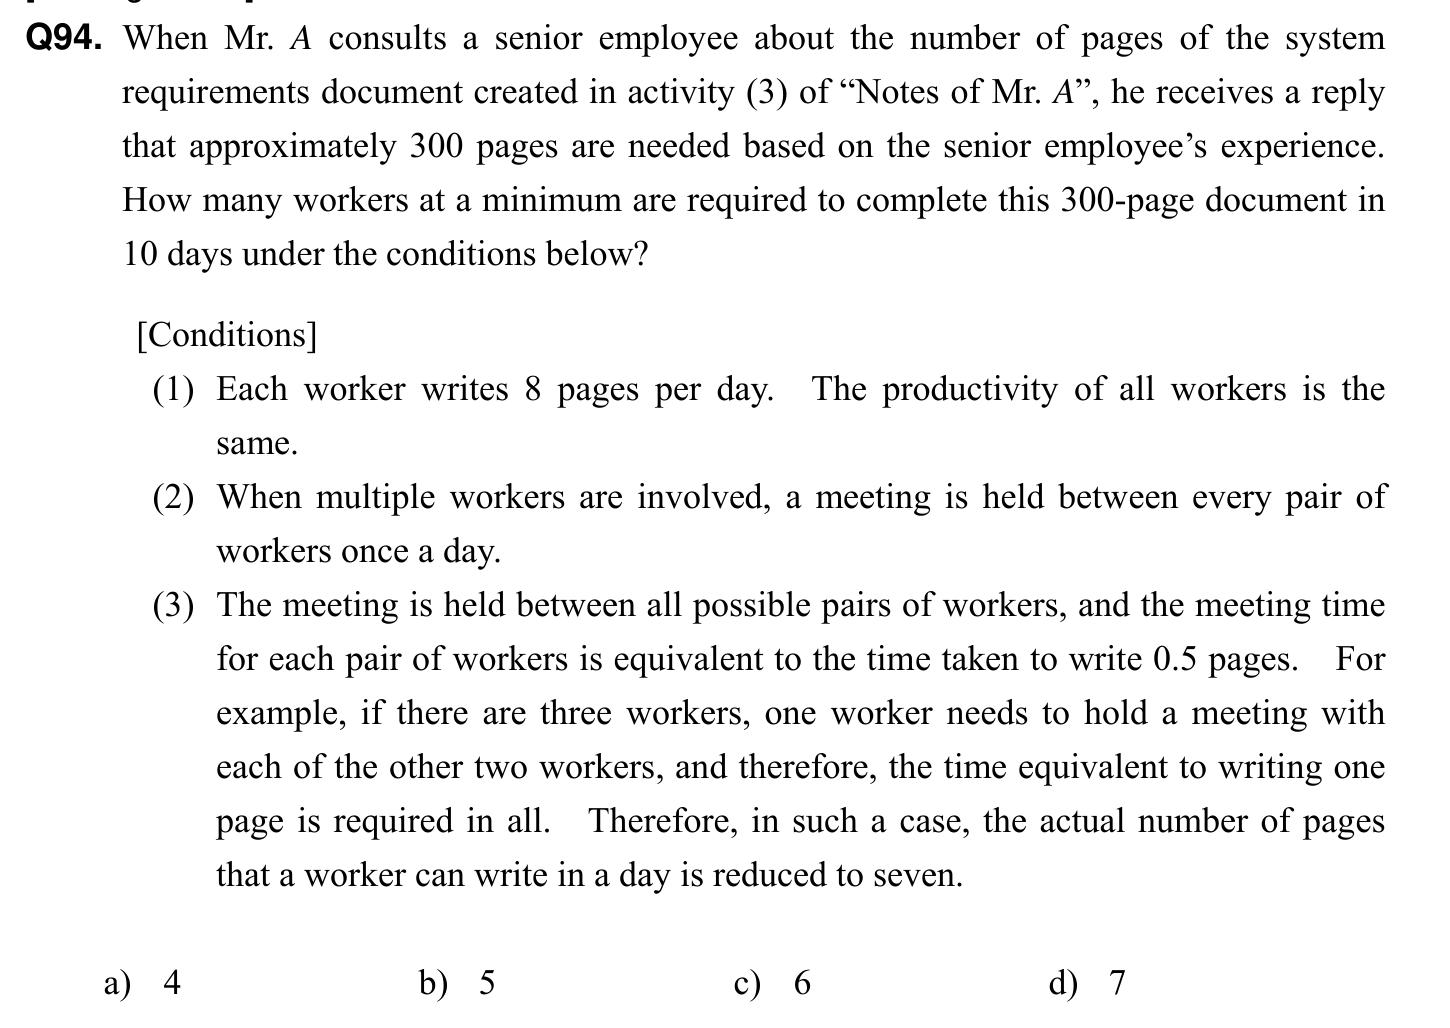 Q94. When Mr. A consults a senior employee about the number of pages of the system
requirements document created in activity (3) of “Notes of Mr. A”, he receives a reply
that approximately 300 pages are needed based on the senior employee’s experience.
How many workers at a minimum are required to complete this 300-page document in
10 days under the conditions below?
[Conditions]
(1) Each worker writes 8 pages per day. The productivity of all workers is the
same.
(2) When multiple workers are involved, a meeting is held between every pair of
workers once a day.
(3) The meeting is held between all possible pairs of workers, and the meeting time
for each pair of workers is equivalent to the time taken to write 0.5 pages. For
example, if there are three workers, one worker needs to hold a meeting with
each of the other two workers, and therefore, the time equivalent to writing one
page is required in all. Therefore, in such a case, the actual number of pages
that a worker can write in a day is reduced to seven.
a) 4 b) 5 c) 6 d) 7